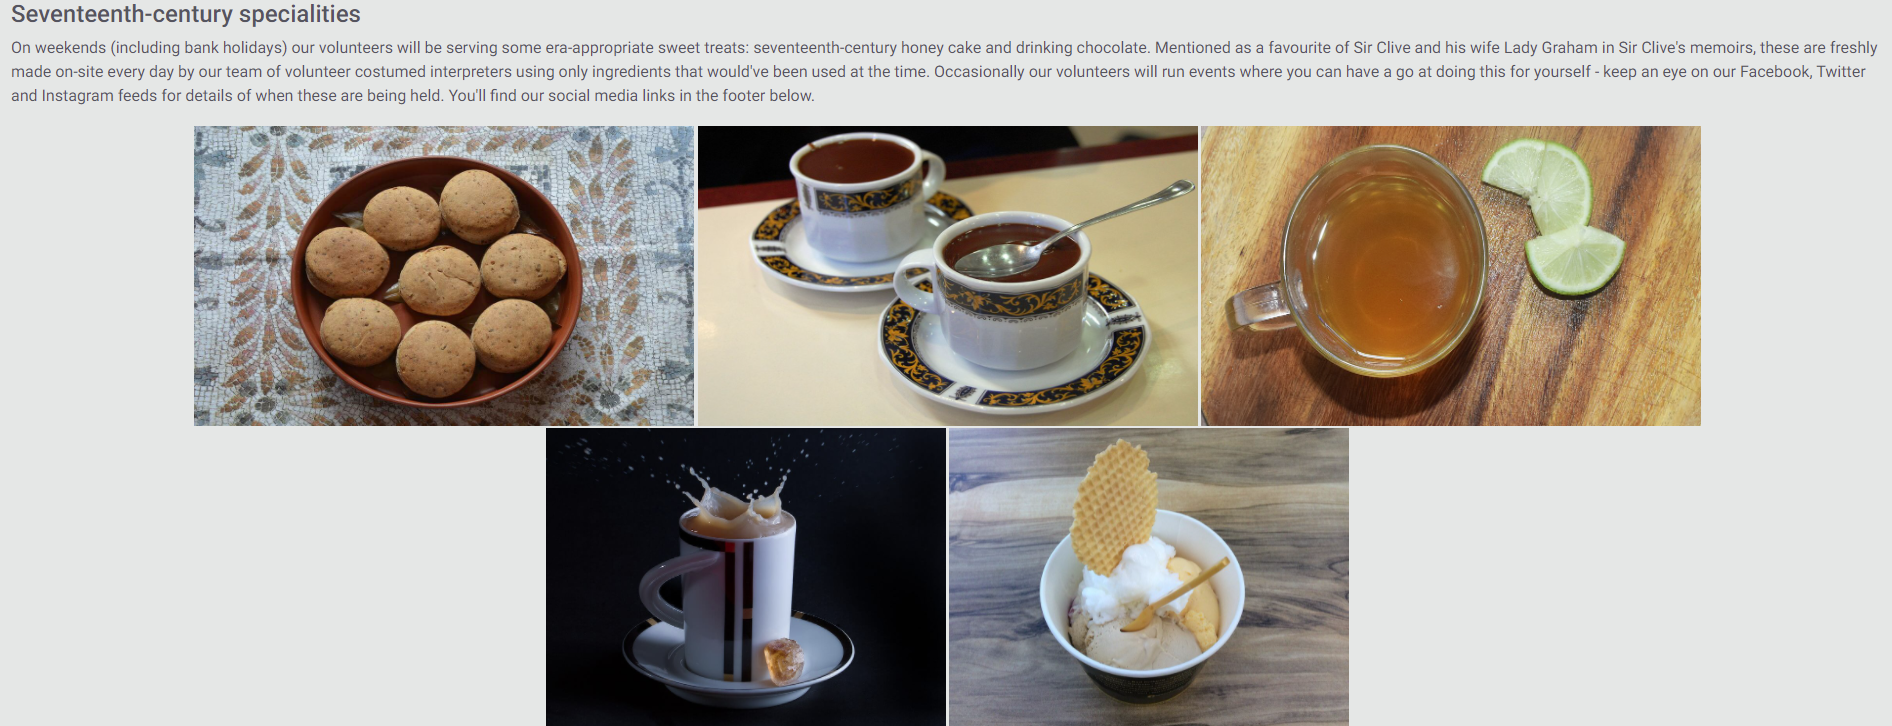 Seventeenth-century specialities
On weekends (including bank holidays) our volunteers will be serving some era-appropriate sweet treats: seventeenth-century honey cake and drinking chocolate. Mentioned as a favourite of Sir Clive and his wife Lady Graham in Sir Clive's memoirs, these are freshly
made on-site every day by our team of volunteer costumed interpreters using only ingredients that would've been used at the time. Occasionally our volunteers will run events where you can have a go at doing this for yourself - keep an eye on our Facebook, Twitter
and Instagram feeds for details of when these are being held. You'll find our social media links in the footer below.